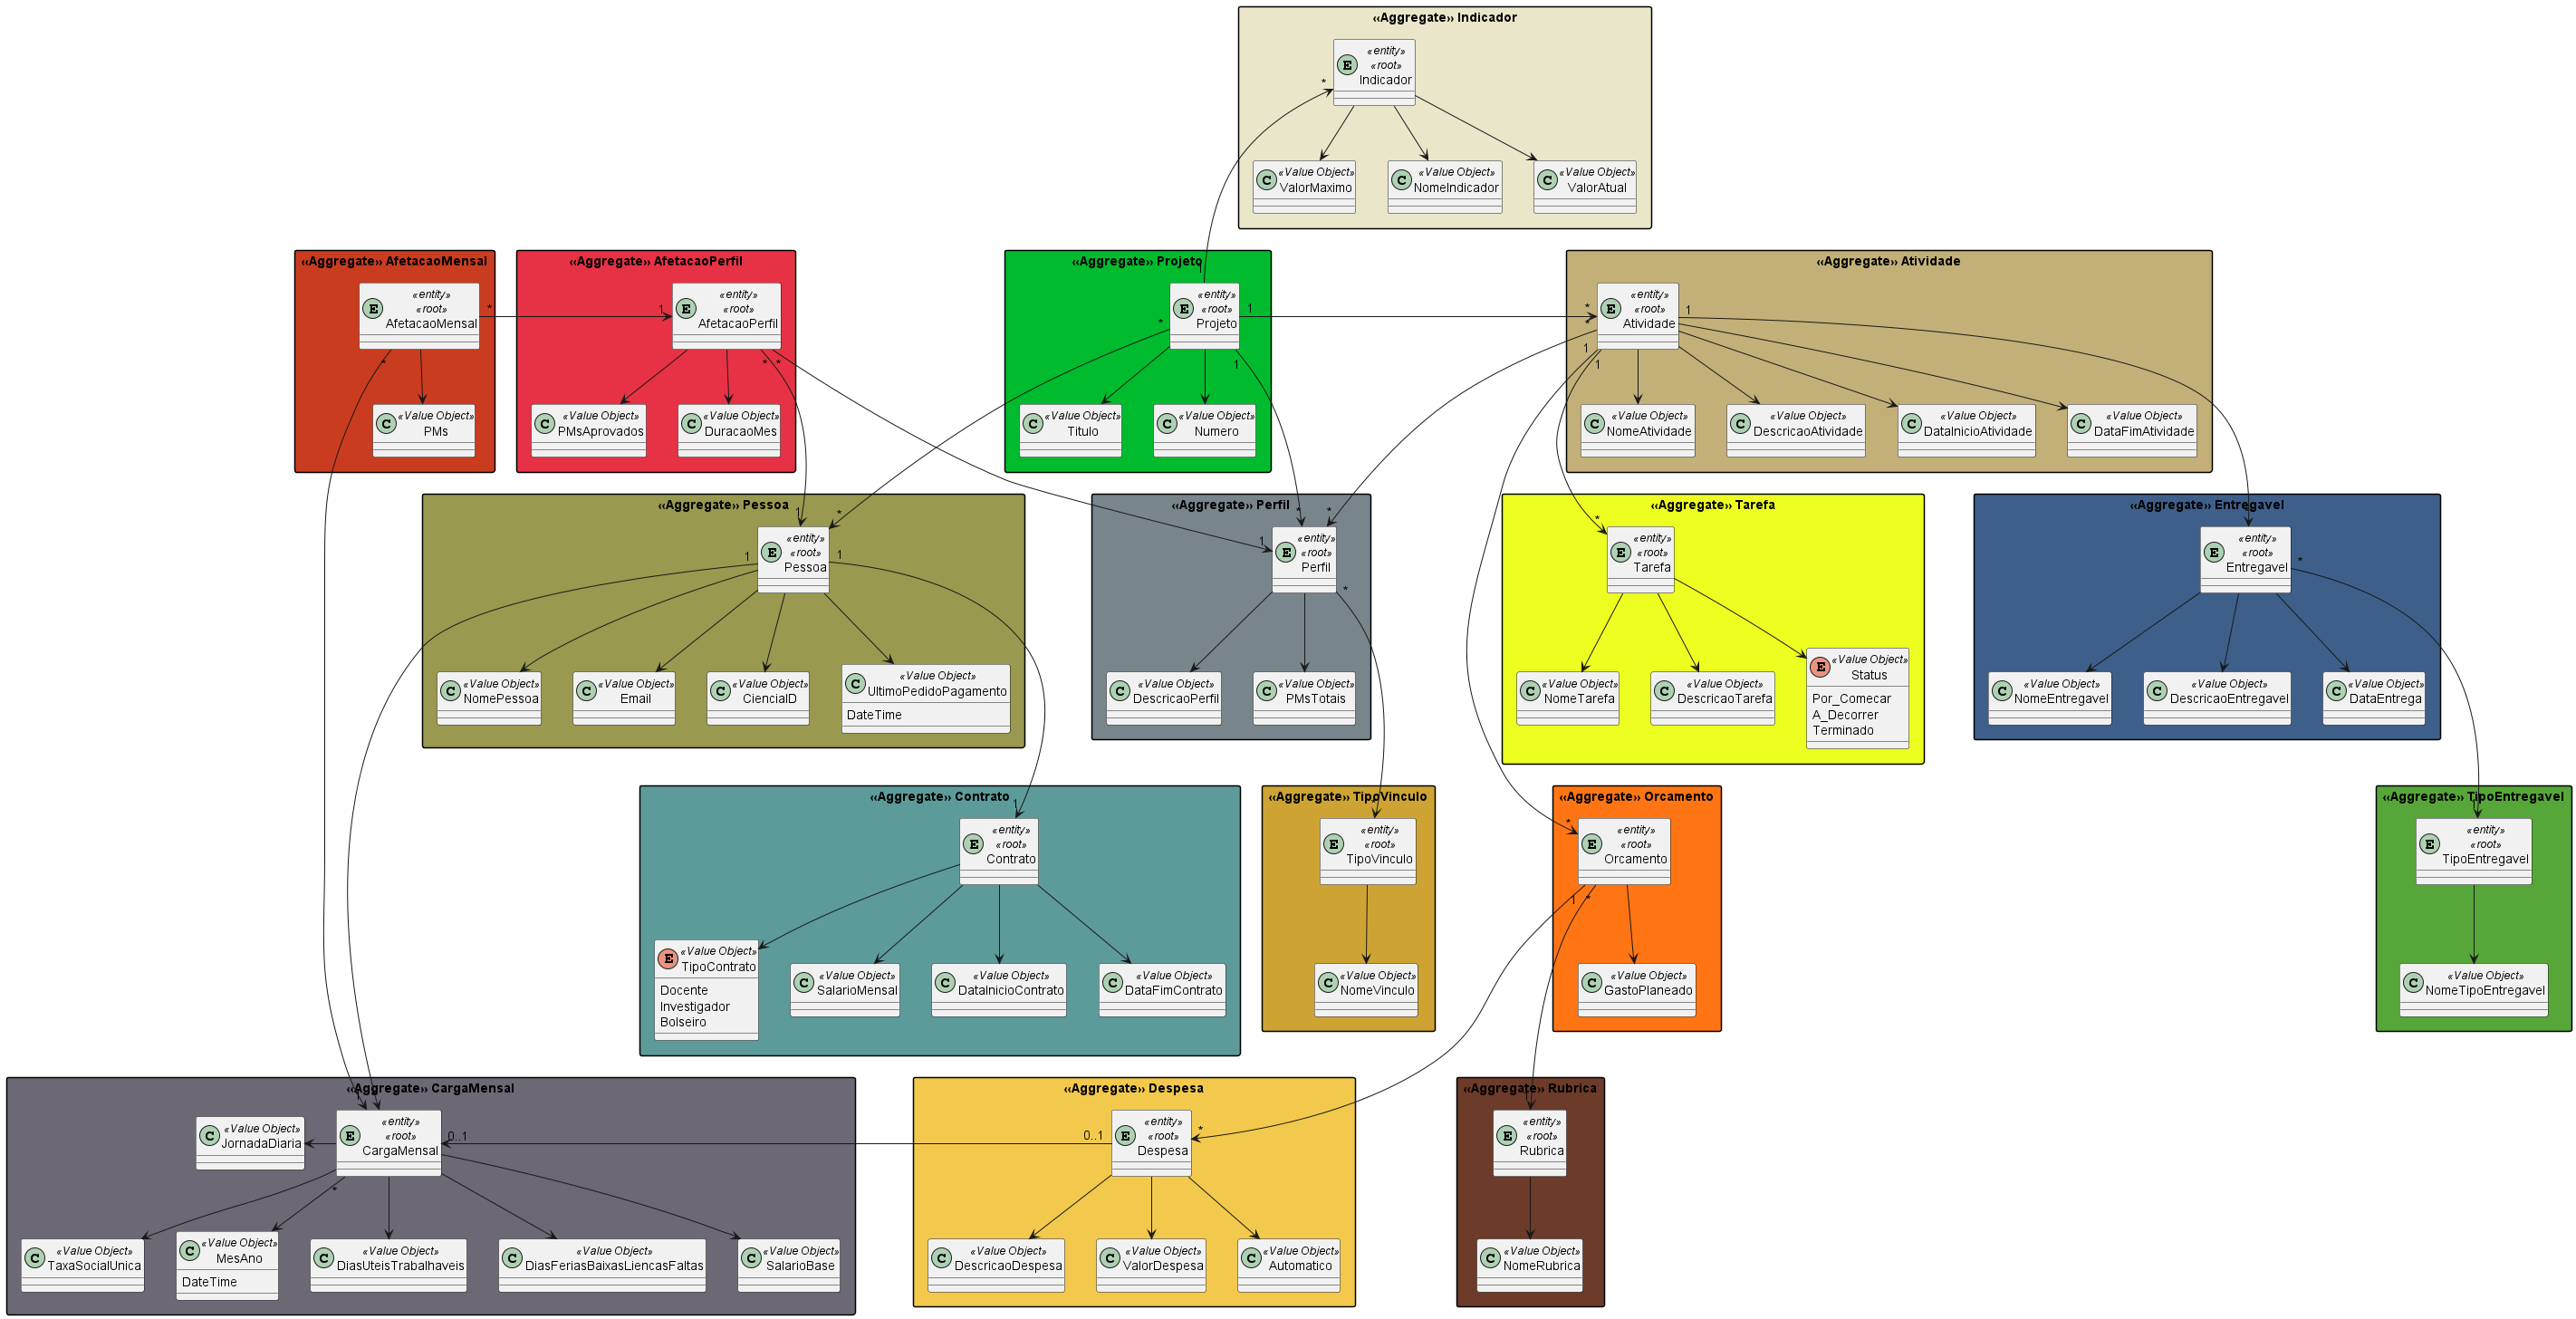 «Aggregate» Indicador
E
«entity»
«root»
Indicador
*
C «Value Object»
ValorMaximo
C «Value Object»
NomeIndicador
C «Value Object»
ValorAtual
«Aggregate» AfetacaoMensal
E
«entity»
«root»
AfetacaoMensal
*
*
C «Value Object»
PMs
«Aggregate» AfetacaoPerfil
1
E
«entity»
«root»
AfetacaoPerfil
* *
C «Value Object»
PMsAprovados
C «Value Object»
DuracaoMes
«Aggregate» Projeto
1
E
«entity»
«root»
Projeto
1
*
1
C «Value Object»
Titulo
C «Value Object»
Numero
«Aggregate» Atividade
*
*
E
«entity»
«root»
Atividade
1
1
1
C «Value Object»
NomeAtividade
C «Value Object»
DescricaoAtividade
C «Value Object»
DataInicioAtividade
C «Value Object»
DataFimAtividade
«Aggregate» Pessoa
1
*
E
«entity»
«root»
Pessoa
1
1
C «Value Object»
NomePessoa
C «Value Object»
Email
C «Value Object»
CienciaID
C «Value Object»
UltimoPedidoPagamento
DateTime
«Aggregate» Perfil
1
*
*
E
«entity»
«root»
Perfil
*
C «Value Object»
DescricaoPerfil
C «Value Object»
PMsTotais
«Aggregate» Tarefa
*
E
«entity»
«root»
Tarefa
C «Value Object»
NomeTarefa
C «Value Object»
DescricaoTarefa
E «Value Object»
Status
Por_Comecar
A_Decorrer
Terminado
«Aggregate» Entregavel
E
«entity»
«root»
Entregavel
*
C «Value Object»
NomeEntregavel
C «Value Object»
DescricaoEntregavel
C «Value Object»
DataEntrega
«Aggregate» Contrato
1
E
«entity»
«root»
Contrato
E «Value Object»
TipoContrato
Docente
Investigador
Bolseiro
C «Value Object»
SalarioMensal
C «Value Object»
DataInicioContrato
C «Value Object»
DataFimContrato
«Aggregate» TipoVinculo
E
«entity»
«root»
TipoVinculo
C «Value Object»
NomeVinculo
«Aggregate» Orcamento
*
E
«entity»
«root»
Orcamento
1 *
C «Value Object»
GastoPlaneado
«Aggregate» TipoEntregavel
E
«entity»
«root»
TipoEntregavel
C «Value Object»
NomeTipoEntregavel
«Aggregate» CargaMensal
C «Value Object»
JornadaDiaria
E
«entity»
«root»
CargaMensal
0..1
*
C «Value Object»
TaxaSocialUnica
C «Value Object»
MesAno
DateTime
C «Value Object»
DiasUteisTrabalhaveis
C «Value Object»
DiasFeriasBaixasLiencasFaltas
C «Value Object»
SalarioBase
«Aggregate» Despesa
0..1
E
«entity»
«root»
Despesa
*
C «Value Object»
DescricaoDespesa
C «Value Object»
ValorDespesa
C «Value Object»
Automatico
«Aggregate» Rubrica
E
«entity»
«root»
Rubrica
C «Value Object»
NomeRubrica